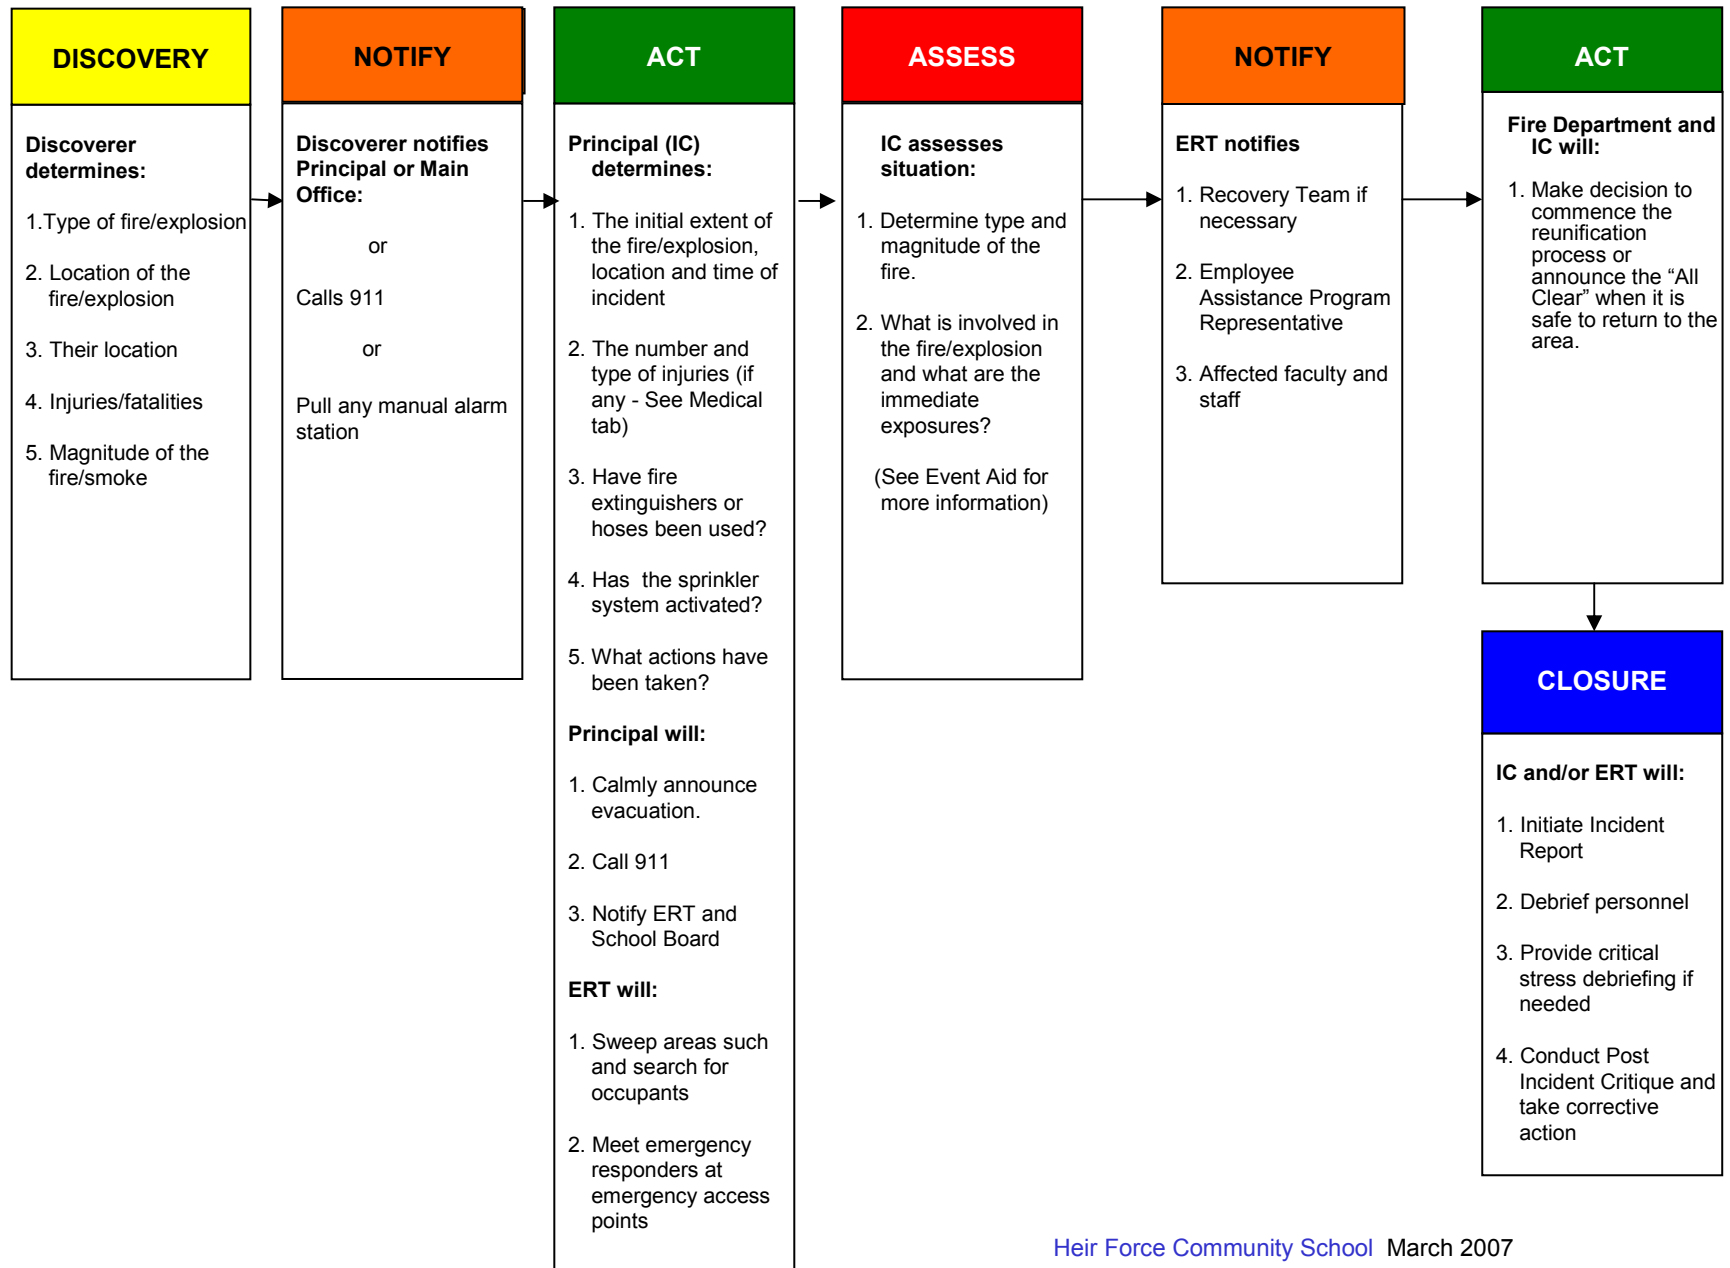 DISCOVERY
Discoverer
determines:
1.Type of fire/explosion
2. Location of the
fire/explosion
3. Their location
4. Injuries/fatalities
5. Magnitude of the
fire/smoke
NOTIFY
Discoverer notifies
Principal or Main
Office:
or
Calls 911
or
Pull any manual alarm
station
ACT
Principal (IC)
determines:
1. The initial extent of
the fire/explosion,
location and time of
incident
2. The number and
type of injuries (if
any - See Medical
tab)
3. Have fire
extinguishers or
hoses been used?
4. Has the sprinkler
system activated?
5. What actions have
been taken?
Principal will:
1. Calmly announce
evacuation.
2. Call 911
3. Notify ERT and
School Board
ERT will:
1. Sweep areas such
and search for
occupants
2. Meet emergency
responders at
emergency access
points
ASSESS
IC assesses
situation:
1. Determine type and
magnitude of the
fire.
2. What is involved in
the fire/explosion
and what are the
immediate
exposures?
(See Event Aid for
more information)
NOTIFY
ERT notifies
1. Recovery Team if
necessary
2. Employee
Assistance Program
Representative
3. Affected faculty and
staff
ACT
Fire Department and
IC will:
1. Make decision to
commence the
reunification
process or
announce the “All
Clear” when it is
safe to return to the
area.
CLOSURE
IC and/or ERT will:
1. Initiate Incident
Report
2. Debrief personnel
3. Provide critical
stress debriefing if
needed
4. Conduct Post
Incident Critique and
take corrective
action
Heir Force Community School March 2007